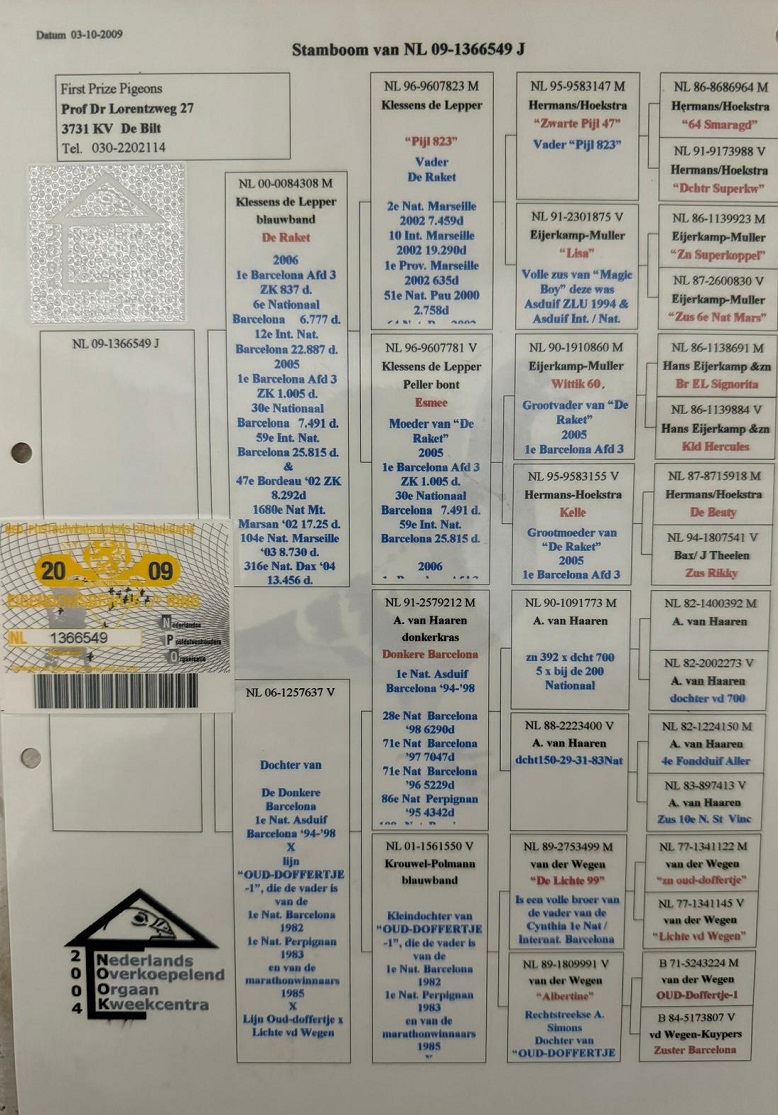 Datum 03-10-2009
Stamboom van NL 09-1366549 J
First Prize Pigeons
Prof Dr Lorentzweg 27
3731 KV De Bilt
Tel. 030-2202114
NL 09-1366549 J
20 09
NL 1366549
Nederlandse
Postduivenhouders
Organisatie
2004
Nederlands
Overkoepelend
Orgaan
Kweekcentra
NL 00-0084308 M
Klessens de Lepper
blauwband
De Raket
2006
1e Barcelona Afd 3
ZK 837 d.
6e Nationaal
Barcelona 6.777 d.
12e Int. Nat.
Barcelona 22.887 d.
2005
1e Barcelona Afd 3
ZK 1.005 d.
30e Nationaal
Barcelona 7.491 d.
59e Int. Nat.
Barcelona 25.815 d.
&
47e Bordeau ‘02 ZK
8.292d
1680e Nat Mt.
Marsan ‘02 17.25 d.
104e Nat. Marseille
‘03 8.730 d.
316e Nat. Dax ‘04
13.456 d.
NL 06-1257637 V
Dochter van
De Donkere
Barcelona
1e Nat. Asduif
Barcelona ‘94-’98
X
lijn
“OUD-DOFFERTJE
-1”, die de vader is
van de
1e Nat. Barcelona
1982
1e Nat. Perpignan
1983
en van de
marathonwinnaars
1985
X
Lijn Oud-doffertje x
Lichte vd Wegen
NL 96-9607823 M
Klessens de Lepper
“Pijl 823”
Vader
De Raket
2e Nat. Marseille
2002 7.459d
10 Int. Marseille
2002 19.290d
1e Prov. Marseille
2002 635d
51e Nat. Pau 2000
2.758d
NL 96-9607781 V
Klessens de Lepper
Peller bont
Esmee
Moeder van “De
Raket”
2005
1e Barcelona Afd 3
ZK 1.005 d.
30e Nationaal
Barcelona 7.491 d.
59e Int. Nat.
Barcelona 25.815 d.
2006
NL 91-2579212 M
A. van Haaren
donkerkras
Donkere Barcelona
1e Nat. Asduif
Barcelona ‘94-’98
28e Nat Barcelona
‘98 6290d
71e Nat Barcelona
‘97 7047d
71e Nat Barcelona
‘96 5229d
86e Nat Perpignan
‘95 4342d
NL 01-1561550 V
Krouwel-Polmann
blauwband
Kleindochter van
“OUD-DOFFERTJE
-1”, die de vader is
van de
1e Nat. Barcelona
1982
1e Nat. Perpignan
1983
en van de
marathonwinnaars
1985
NL 95-9583147 M
Hermans/Hoekstra
“Zwarte Pijl 47”
Vader “Pijl 823”
NL 91-2301875 V
Eijerkamp-Muller
“Lisa”
Volle zus van “Magic
Boy” deze was
Asduif ZLU 1994 &
Asduif Int. / Nat.
NL 90-1910860 M
Eijerkamp-Muller
Wittik 60,
Grootvader van “De
Raket”
2005
1e Barcelona Afd 3
NL 95-9583155 V
Hermans-Hoekstra
Kelle
Grootmoeder van
“De Raket”
2005
1e Barcelona Afd 3
NL 90-1091773 M
A. van Haaren
zn 392 x dcht 700
5 x bij de 200
Nationaal
NL 88-2223400 V
A. van Haaren
dcht150-29-31-83Nat
NL 89-2753499 M
van der Wegen
“De Lichte 99”
Is een volle broer van
de vader van de
Cynthia 1e Nat /
Internat. Barcelona
NL 89-1809991 V
van der Wegen
“Albertine”
Rechtstreekse A.
Simons
Dochter van
“OUD-DOFFERTJE
NL 86-8686964 M
Hermans/Hoekstra
“64 Smaragd”
NL 91-9173988 V
Hermans/Hoekstra
“Dchtr Superkw”
NL 86-1139923 M
Eijerkamp-Muller
“Zn Superkoppel”
NL 87-2600830 V
Eijerkamp-Muller
“Zus 6e Nat Mars”
NL 86-1138691 M
Hans Eijerkamp &zn
Br EL Signorita
NL 86-1139884 V
Hans Eijerkamp &zn
Kid Hercules
NL 87-8715918 M
Hermans/Hoekstra
De Beaty
NL 94-1807541 V
Bax/ J Theelen
Zus Rikky
NL 82-1400392 M
A. van Haaren
NL 82-2002273 V
A. van Haaren
dochter vd 700
NL 82-1224150 M
A. van Haaren
4e Fondduif Aller
NL 83-897413 V
A. van Haaren
Zus 10e N. St Vinc
NL 77-1341122 M
van der Wegen
“zn oud-doffertje”
NL 77-1341145 V
van der Wegen
“Lichte vd Wegen”
B 71-5243224 M
van der Wegen
OUD-Doffertje-1
B 84-5173807 V
vd Wegen-Kuypers
Zuster Barcelona